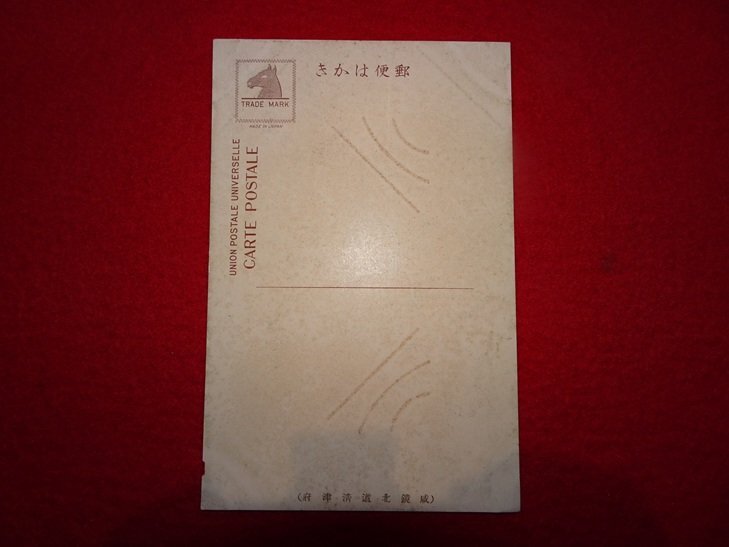 郵便はかき
TRADE MARK
MADE IN JAPAN
UNION POSTALE UNIVERSELLE
CARTE POSTALE
(咸鏡北道清津府)